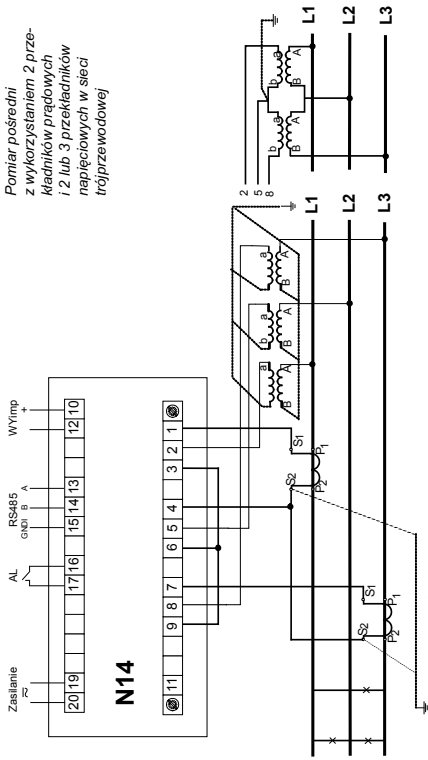 Pomiar pośredni
z wykorzystaniem 2 prze-
kładników prądowych
i 2 lub 3 przekładników
napięciowych w sieci
trójprzewodowej
Zasilanie
AL
RS485
GND B A
WYimp +
20 19 17 16 15 14 13 12 10
N14
11 9 8 7 6 5 4 3 2 1
S2 S1
P2 P1
S2 S1
P2 P1
a b a
B A B A B A
L1
L2
L3
2
5
8
b a b a
B A B A
L1
L2
L3